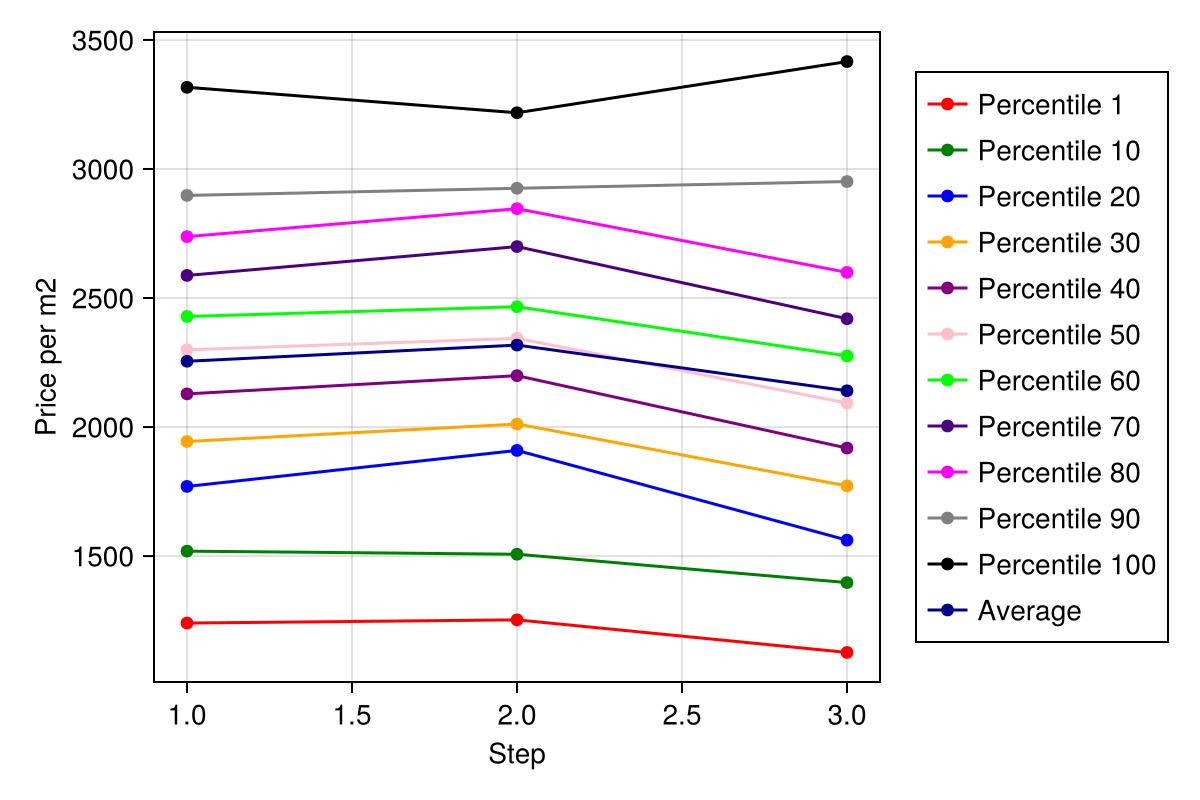 3500
3000
2500
2000
1500
Price per m2
1.0 1.5 2.0 2.5 3.0
Step
Percentile 1
Percentile 10
Percentile 20
Percentile 30
Percentile 40
Percentile 50
Percentile 60
Percentile 70
Percentile 80
Percentile 90
Percentile 100
Average